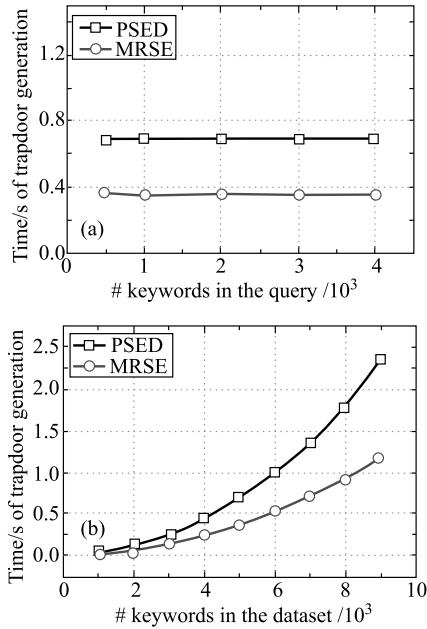 PSED
MRSE
Time/s of trapdoor generation
1.2
0.8
0.4
0.0
(a)
0 1 2 3 4
# keywords in the query /10³
PSED
MRSE
Time/s of trapdoor generation
2.5
2.0
1.5
1.0
0.5
0.0
(b)
0 2 4 6 8 10
# keywords in the dataset /10³